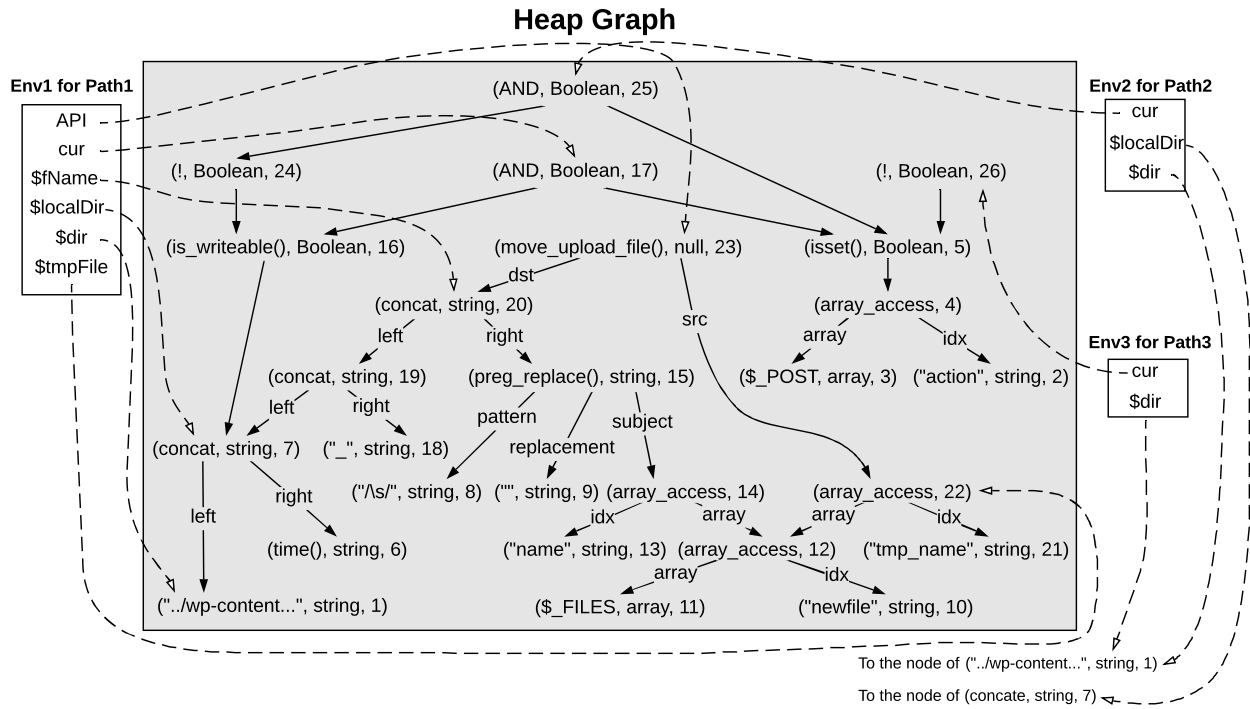 Heap Graph
Env1 for Path1
API
cur
$fName
$localDir
$dir
$tmpFile
Env2 for Path2
cur
$localDir
$dir
Env3 for Path3
cur
$dir
(AND, Boolean, 25)
(!, Boolean, 24)
(AND, Boolean, 17)
(!, Boolean, 26)
(is_writeable(), Boolean, 16)
(move_upload_file(), null, 23)
(isset(), Boolean, 5)
dst
(concat, string, 20)
(array_access, 4)
src
left
right
array
idx
(concat, string, 19)
(preg_replace(), string, 15)
($_POST, array, 3)
("action", string, 2)
left
right
pattern
replacement
subject
(concat, string, 7)
("_", string, 18)
("/\s/", string, 8)
("", string, 9)
(array_access, 14)
(array_access, 22)
left
right
idx
array
array
idx
(time(), string, 6)
("name", string, 13)
(array_access, 12)
("tmp_name", string, 21)
array
idx
("../wp-content...", string, 1)
($_FILES, array, 11)
("newfile", string, 10)
To the node of ("../wp-content...", string, 1)
To the node of (concate, string, 7)